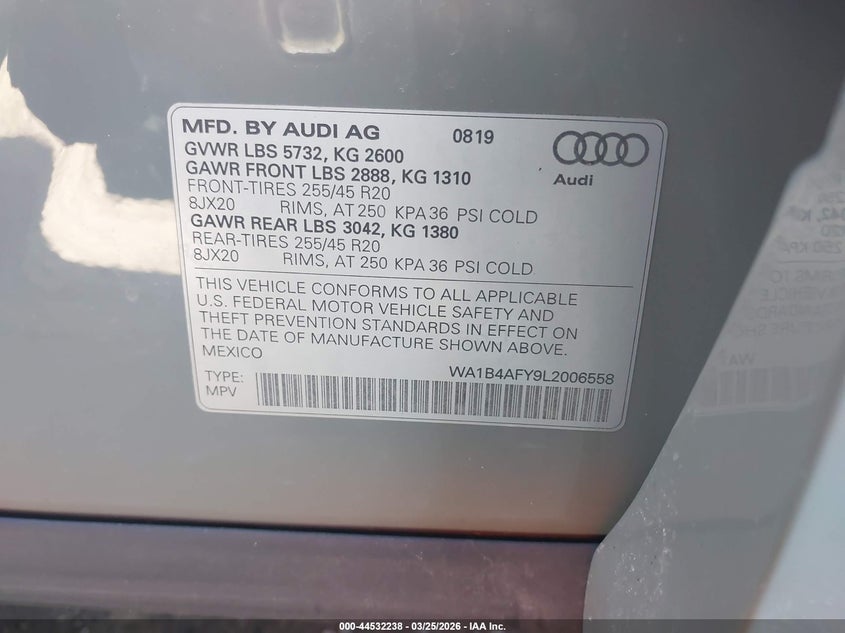 MFD. BY AUDI AG 0819
GVWR LBS 5732, KG 2600
GAWR FRONT LBS 2888, KG 1310
FRONT-TIRES 255/45 R20
8JX20 RIMS, AT 250 KPA 36 PSI COLD
GAWR REAR LBS 3042, KG 1380
REAR-TIRES 255/45 R20
8JX20 RIMS, AT 250 KPA 36 PSI COLD
Audi
THIS VEHICLE CONFORMS TO ALL APPLICABLE
U.S. FEDERAL MOTOR VEHICLE SAFETY AND
THEFT PREVENTION STANDARDS IN EFFECT ON
THE DATE OF MANUFACTURE SHOWN ABOVE.
MEXICO
WA1B4AFY9L2006558
TYPE:
MPV
000-44532238 - 03/25/2026 - IAA Inc.